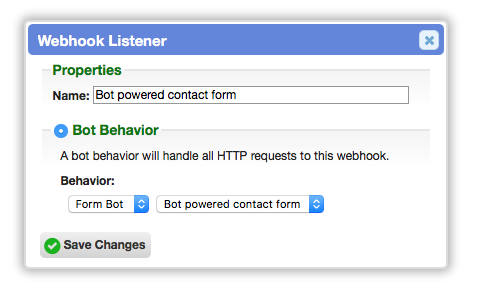 Webhook Listener
Properties
Name: Bot powered contact form
Bot Behavior
A bot behavior will handle all HTTP requests to this webhook.
Behavior:
Form Bot Bot powered contact form
Save Changes